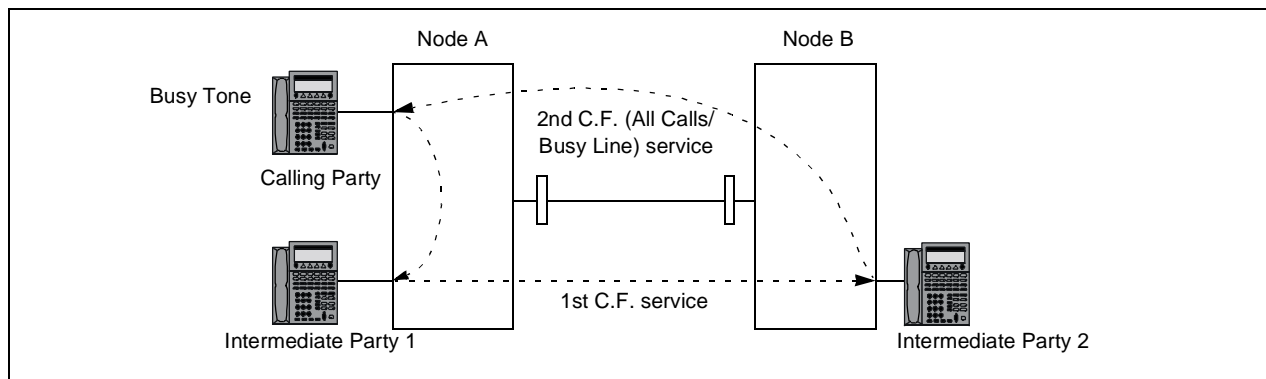 Node A
Node B
Busy Tone
2nd C.F. (All Calls/
Busy Line) service
Calling Party
1st C.F. service
Intermediate Party 1
Intermediate Party 2